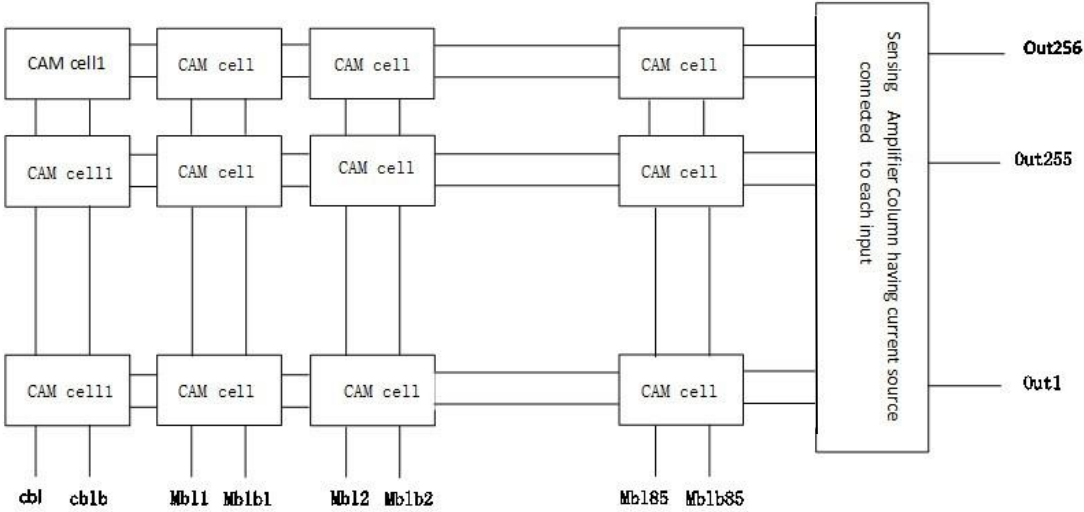 CAM cell1 CAM cell CAM cell CAM cell Out256
CAM cell1 CAM cell CAM cell CAM cell Out255
Sensing Amplifier Column having current source
connected to each input
CAM cell1 CAM cell CAM cell CAM cell Out1
cbl cblb Mbl1 Mblb1 Mbl2 Mblb2 Mbl85 Mblb85